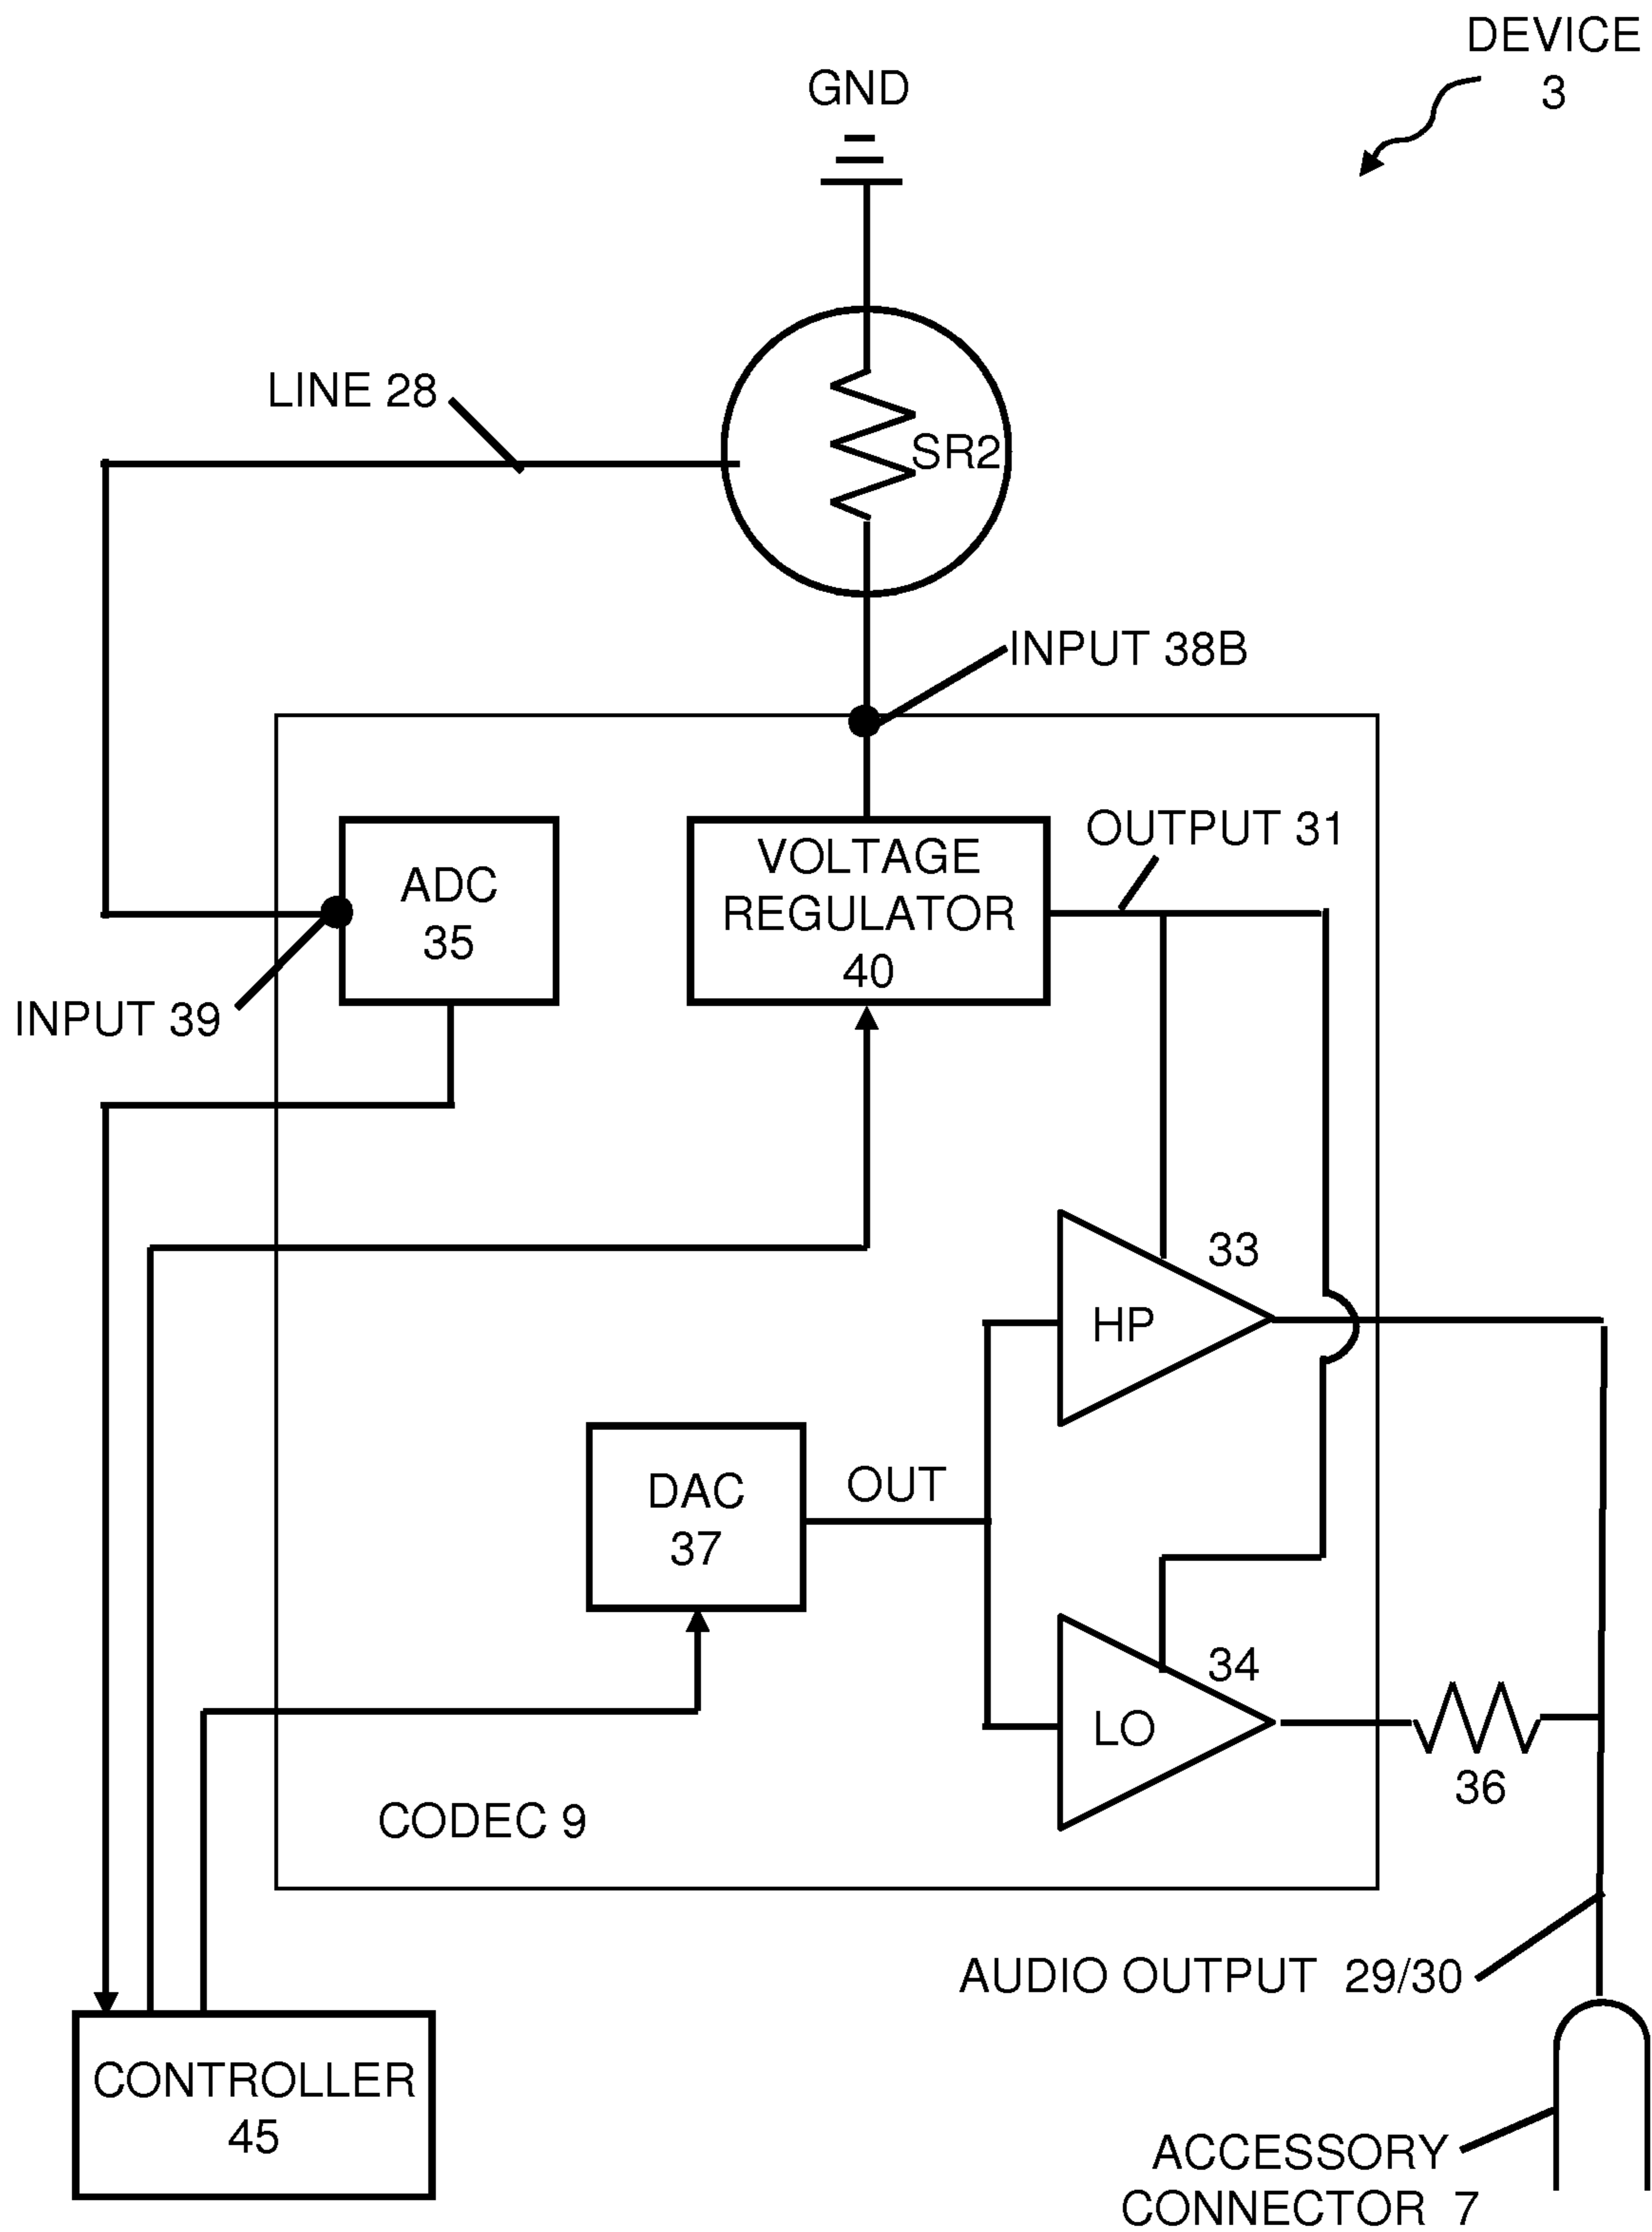 DEVICE
3
GND
LINE 28
SR2
INPUT 38B
OUTPUT 31
VOLTAGE
REGULATOR
40
ADC
35
INPUT 39
33
HP
DAC
37
OUT
34
LO
36
CODEC 9
AUDIO OUTPUT 29/30
CONTROLLER
45
ACCESSORY
CONNECTOR 7